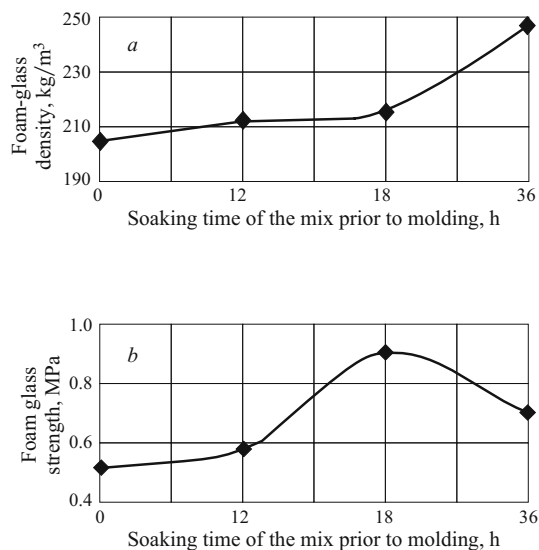 250
230
210
190
a
Foam-glass
density, kg/m³
0
12
18
36
Soaking time of the mix prior to molding, h
1.0
0.8
0.6
0.4
b
Foam glass
strength, MPa
0
12
18
36
Soaking time of the mix prior to molding, h